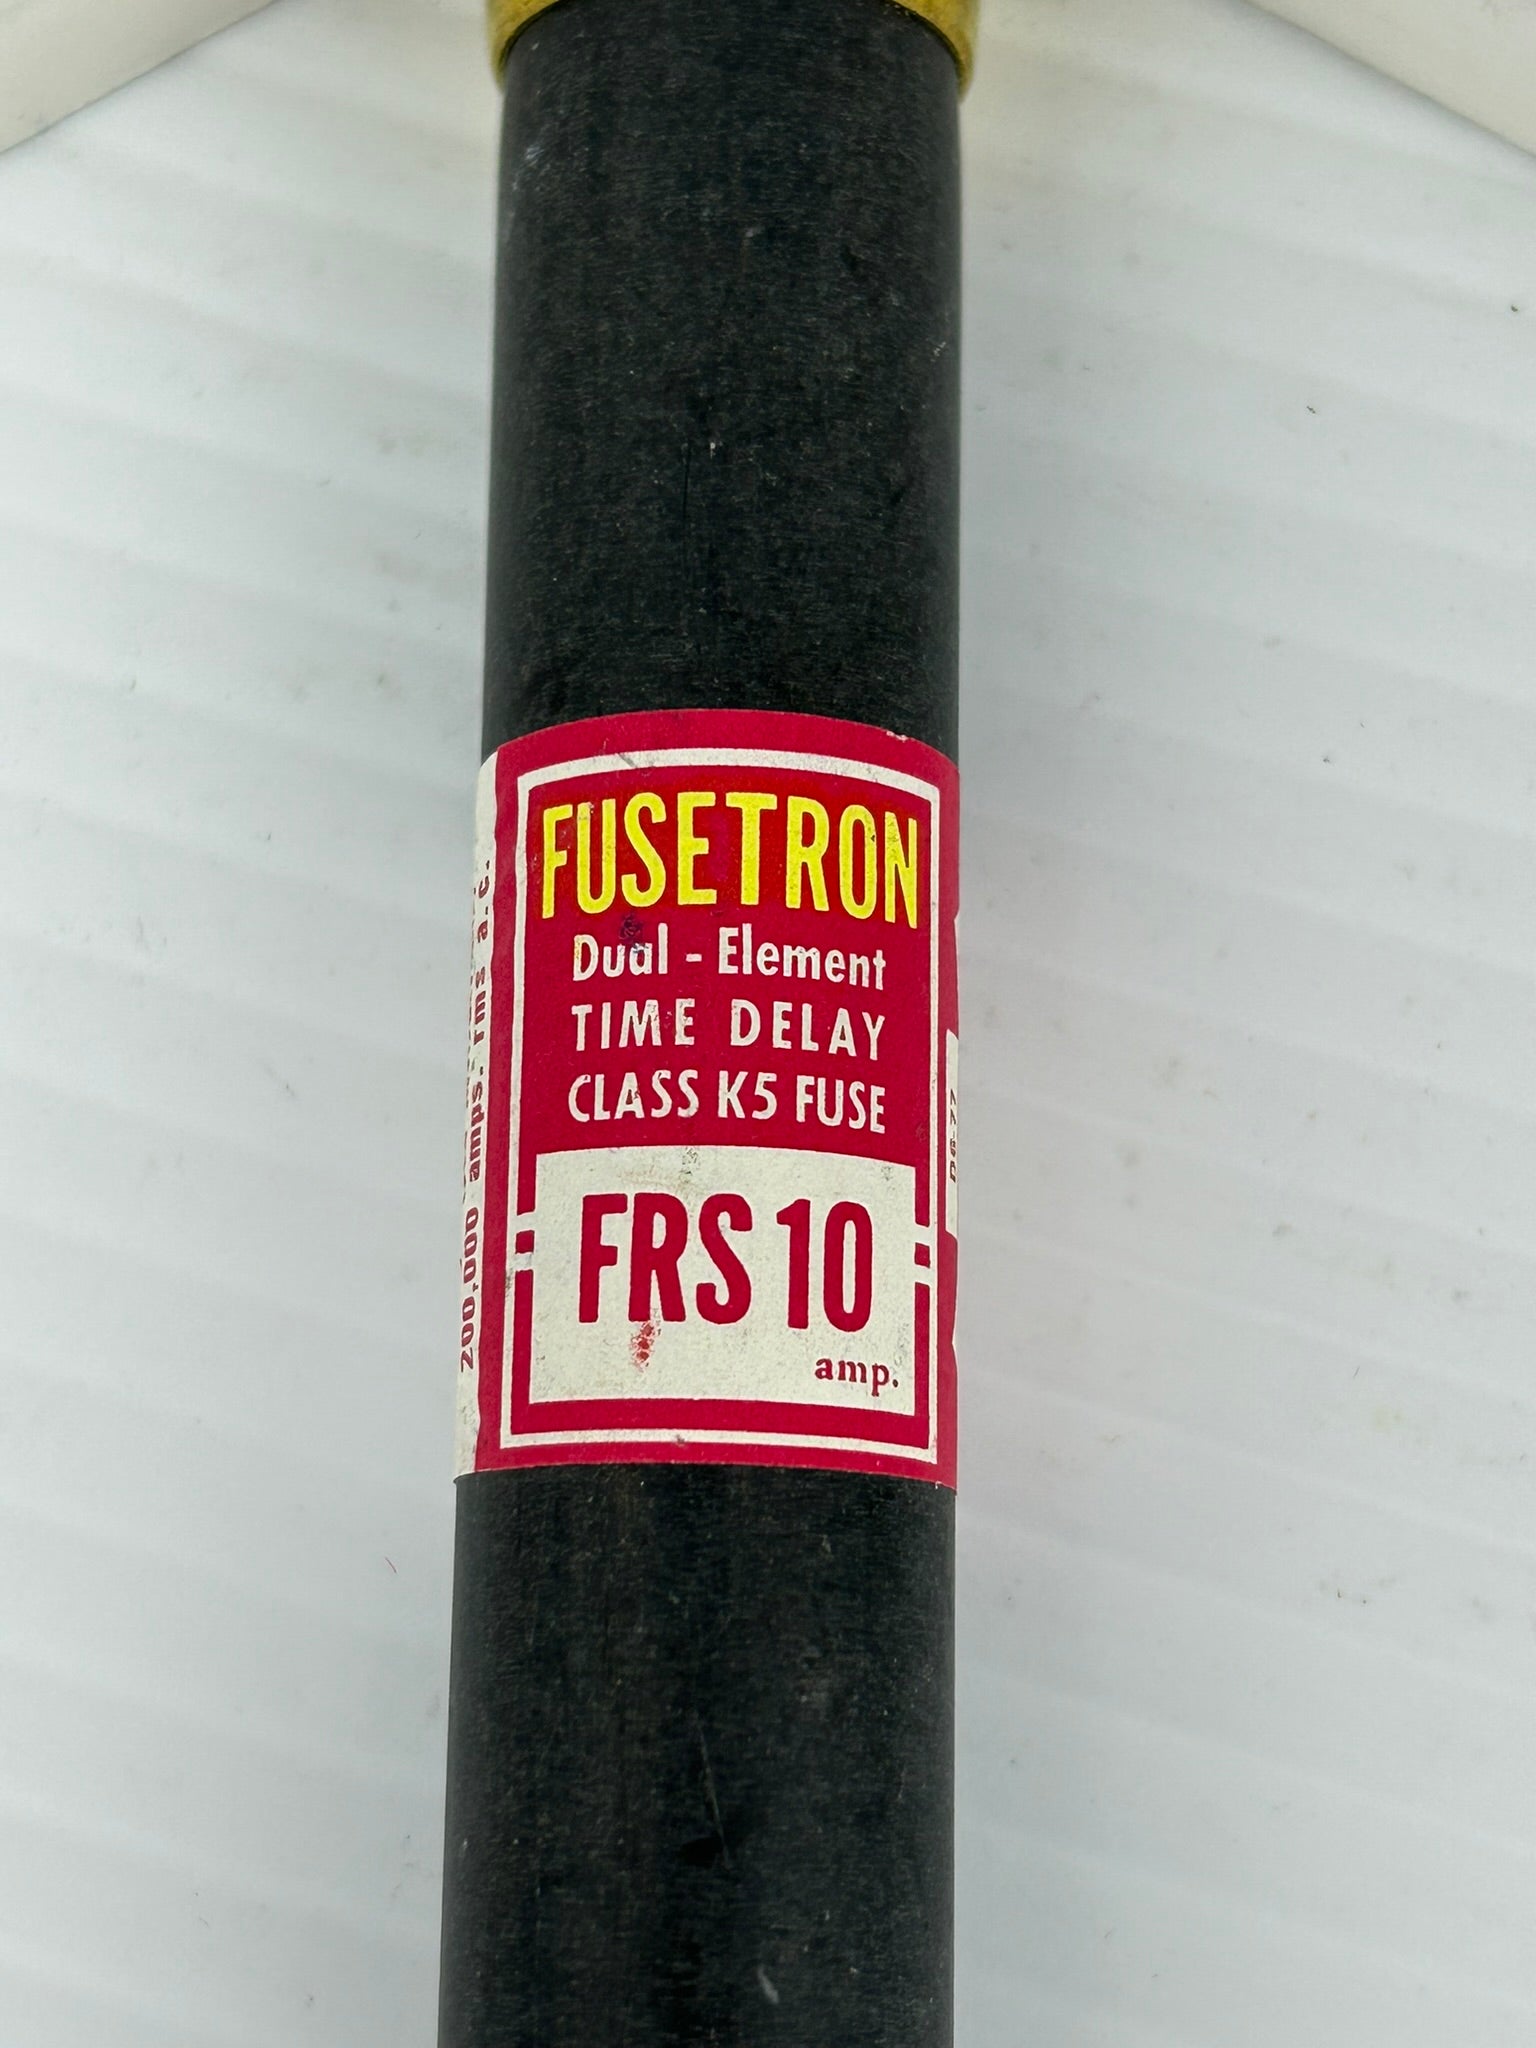 FUSETRON
Dual - Element
TIME DELAY
CLASS K5 FUSE
FRS 10
amp.
200,000 amps. rms a.c.